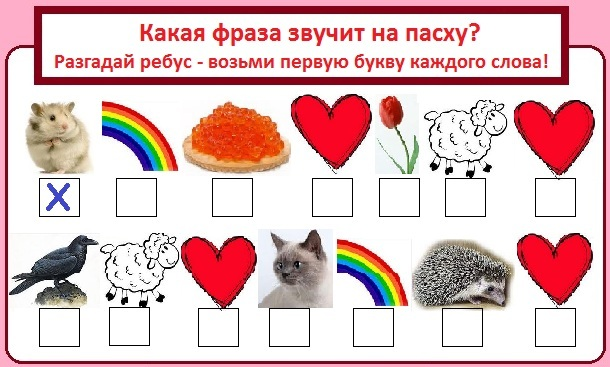 Какая фраза звучит на пасху?
Разгадай ребус - возьми первую букву каждого слова!
Х